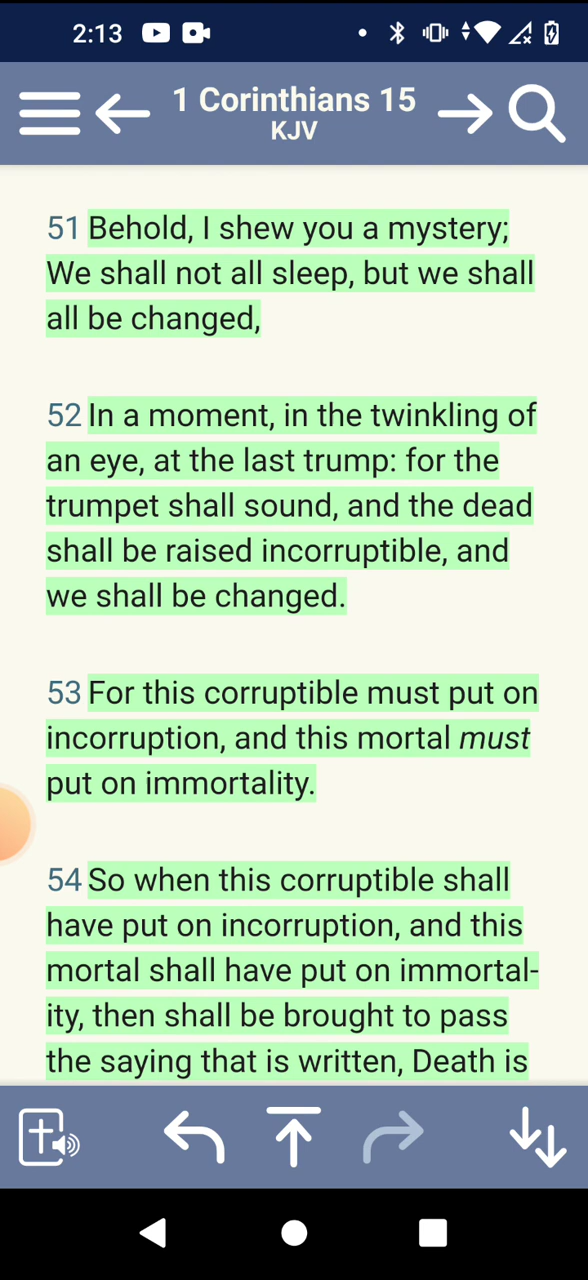 2:13
1 Corinthians 15
KJV
51 Behold, I shew you a mystery;
We shall not all sleep, but we shall
all be changed,
52 In a moment, in the twinkling of
an eye, at the last trump: for the
trumpet shall sound, and the dead
shall be raised incorruptible, and
we shall be changed.
53 For this corruptible must put on
incorruption, and this mortal must
put on immortality.
54 So when this corruptible shall
have put on incorruption, and this
mortal shall have put on immortal-
ity, then shall be brought to pass
the saying that is written, Death is